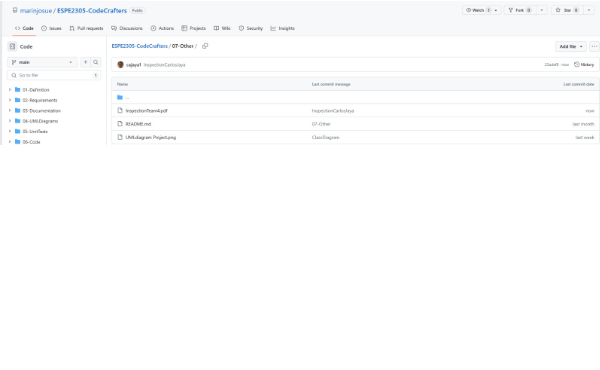 marinjosue / ESPE2305-CodeCrafters Public
Watch 1 Fork 0 Star 0
Code Issues Pull requests Discussions Actions Projects Wiki Security Insights
Code
main
Go to file t
01-Definition
02-Requirements
03-Documentation
04-UMLDiagrams
05-UnitTests
06-Code
ESPE2305-CodeCrafters / 07-Other /
Add file
cajaya1 InspectionCarlosJaya
now History
Name Last commit message Last commit date
..
InspectionTeam4.pdf InspectionCarlosJaya now
README.md 07-Other last month
UMLdiagram Project.png ClassDiagram last week